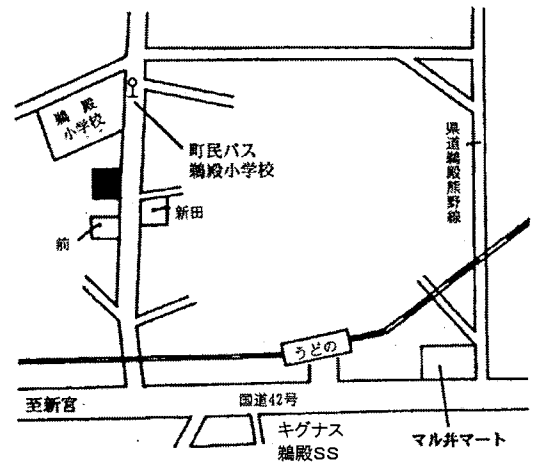 鵜殿
小学校
町民バス
鵜殿小学校
県道鵜殿熊野線
新田
前
うどの
至新宮
国道42号
キグナス
鵜殿SS
マル井マート